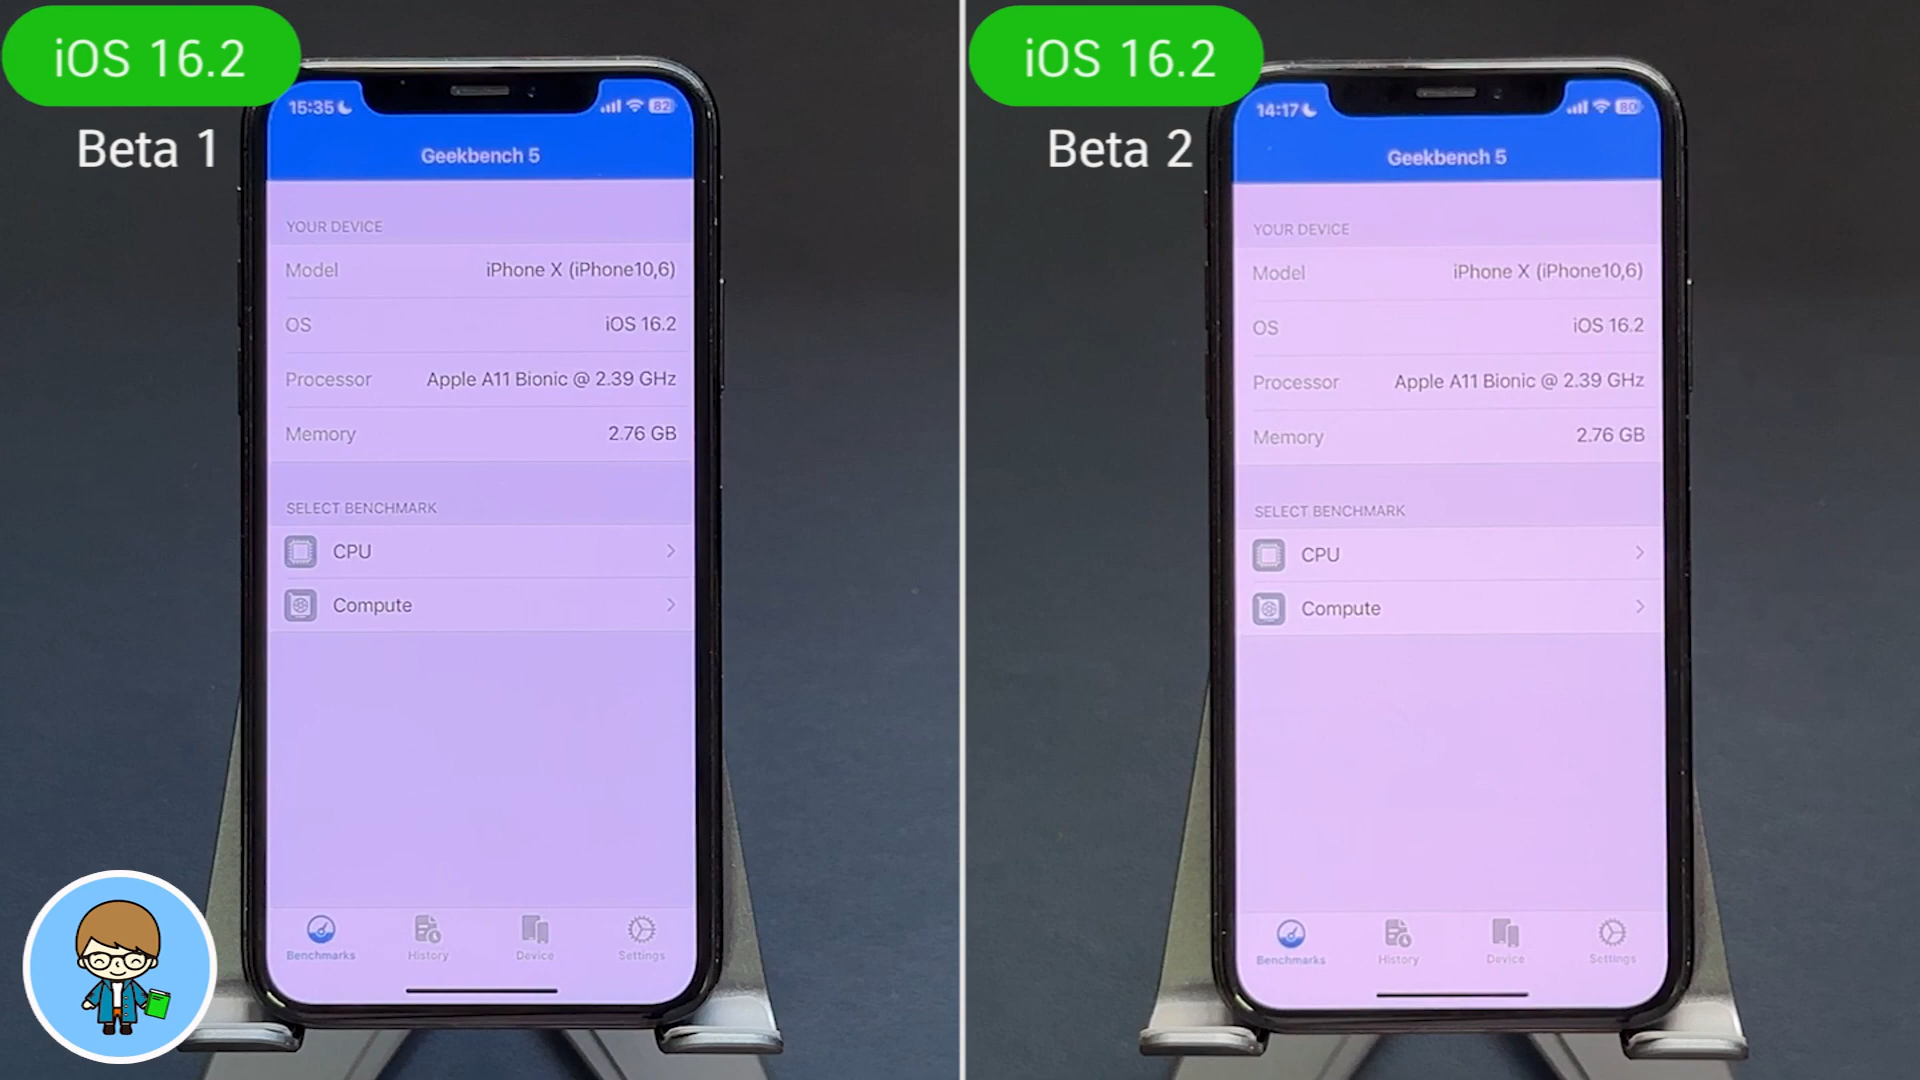 iOS 16.2
Beta 1
15:35
82
Geekbench 5
YOUR DEVICE
Model iPhone X (iPhone10,6)
OS iOS 16.2
Processor Apple A11 Bionic @ 2.39 GHz
Memory 2.76 GB
SELECT BENCHMARK
CPU
Compute
Benchmarks History Device Settings
iOS 16.2
Beta 2
14:17
80
Geekbench 5
YOUR DEVICE
Model iPhone X (iPhone10,6)
OS iOS 16.2
Processor Apple A11 Bionic @ 2.39 GHz
Memory 2.76 GB
SELECT BENCHMARK
CPU
Compute
Benchmarks History Device Settings